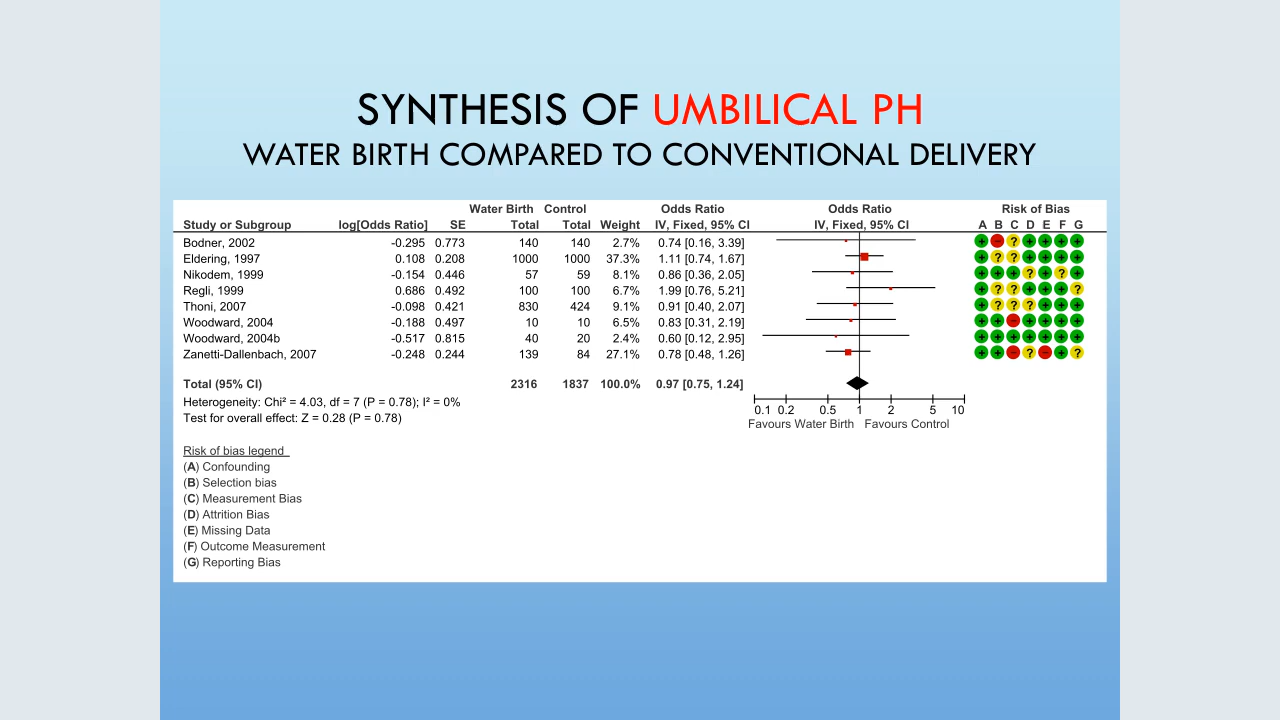 SYNTHESIS OF UMBILICAL PH
WATER BIRTH COMPARED TO CONVENTIONAL DELIVERY
Water Birth Control Odds Ratio Odds Ratio Risk of Bias
Study or Subgroup log[Odds Ratio] SE Total Total Weight IV, Fixed, 95% CI IV, Fixed, 95% CI A B C D E F G
Bodner, 2002 -0.295 0.773 140 140 2.7% 0.74 [0.16, 3.39] + − ? + + + +
Eldering, 1997 0.108 0.208 1000 1000 37.3% 1.11 [0.74, 1.67] + ? ? + + + +
Nikodem, 1999 -0.154 0.446 57 59 8.1% 0.86 [0.36, 2.05] + + + ? + ? +
Regli, 1999 0.686 0.492 100 100 6.7% 1.99 [0.76, 5.21] + ? ? + + + ?
Thoni, 2007 -0.098 0.421 830 424 9.1% 0.91 [0.40, 2.07] + ? ? ? + + +
Woodward, 2004 -0.188 0.497 10 10 6.5% 0.83 [0.31, 2.19] + + − + + + +
Woodward, 2004b -0.517 0.815 40 20 2.4% 0.60 [0.12, 2.95] + + + + + + +
Zanetti-Dallenbach, 2007 -0.248 0.244 139 84 27.1% 0.78 [0.48, 1.26] + + − ? − + ?
Total (95% CI) 2316 1837 100.0% 0.97 [0.75, 1.24]
Heterogeneity: Chi² = 4.03, df = 7 (P = 0.78); I² = 0%
Test for overall effect: Z = 0.28 (P = 0.78)
0.1 0.2 0.5 1 2 5 10
Favours Water Birth Favours Control
Risk of bias legend
(A) Confounding
(B) Selection bias
(C) Measurement Bias
(D) Attrition Bias
(E) Missing Data
(F) Outcome Measurement
(G) Reporting Bias